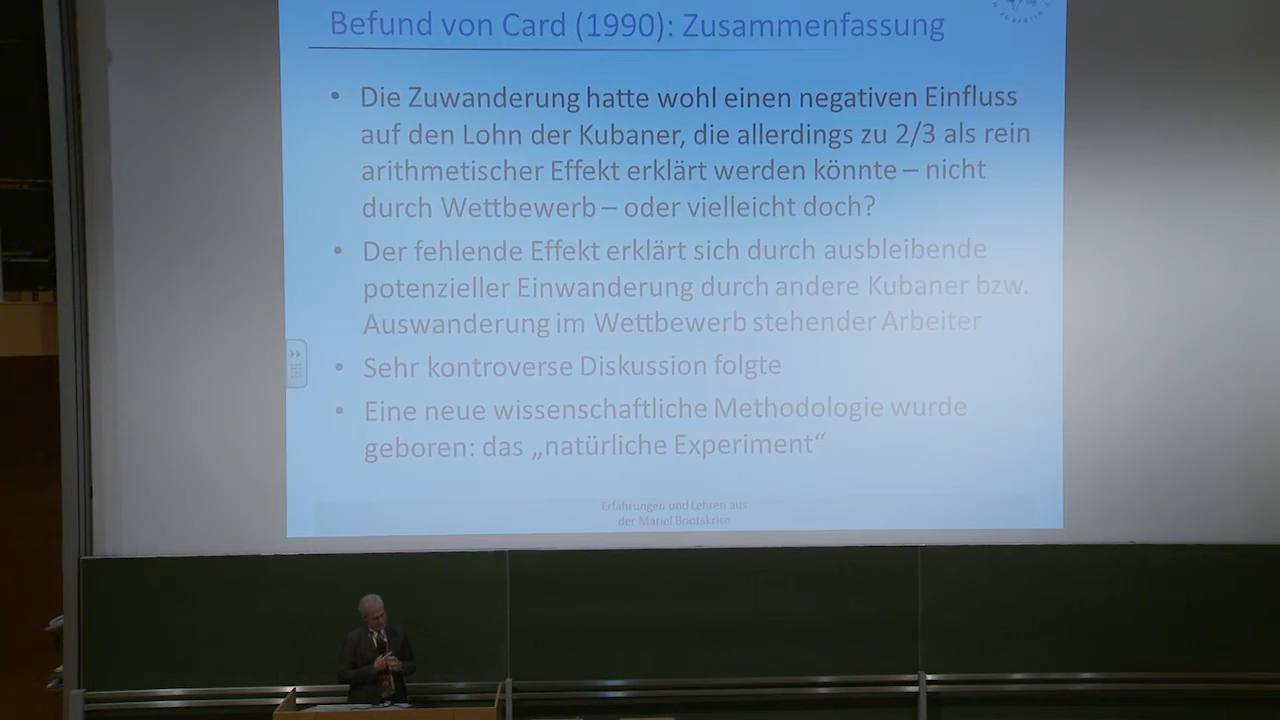 Befund von Card (1990): Zusammenfassung
• Die Zuwanderung hatte wohl einen negativen Einfluss
auf den Lohn der Kubaner, die allerdings zu 2/3 als rein
arithmetischer Effekt erklärt werden könnte – nicht
durch Wettbewerb – oder vielleicht doch?
• Der fehlende Effekt erklärt sich durch ausbleibende
potenzieller Einwanderung durch andere Kubaner bzw.
Auswanderung im Wettbewerb stehender Arbeiter
• Sehr kontroverse Diskussion folgte
• Eine neue wissenschaftliche Methodologie wurde
geboren: das „natürliche Experiment“
Erfahrungen und Lehren aus
der Mariel Bootskrise